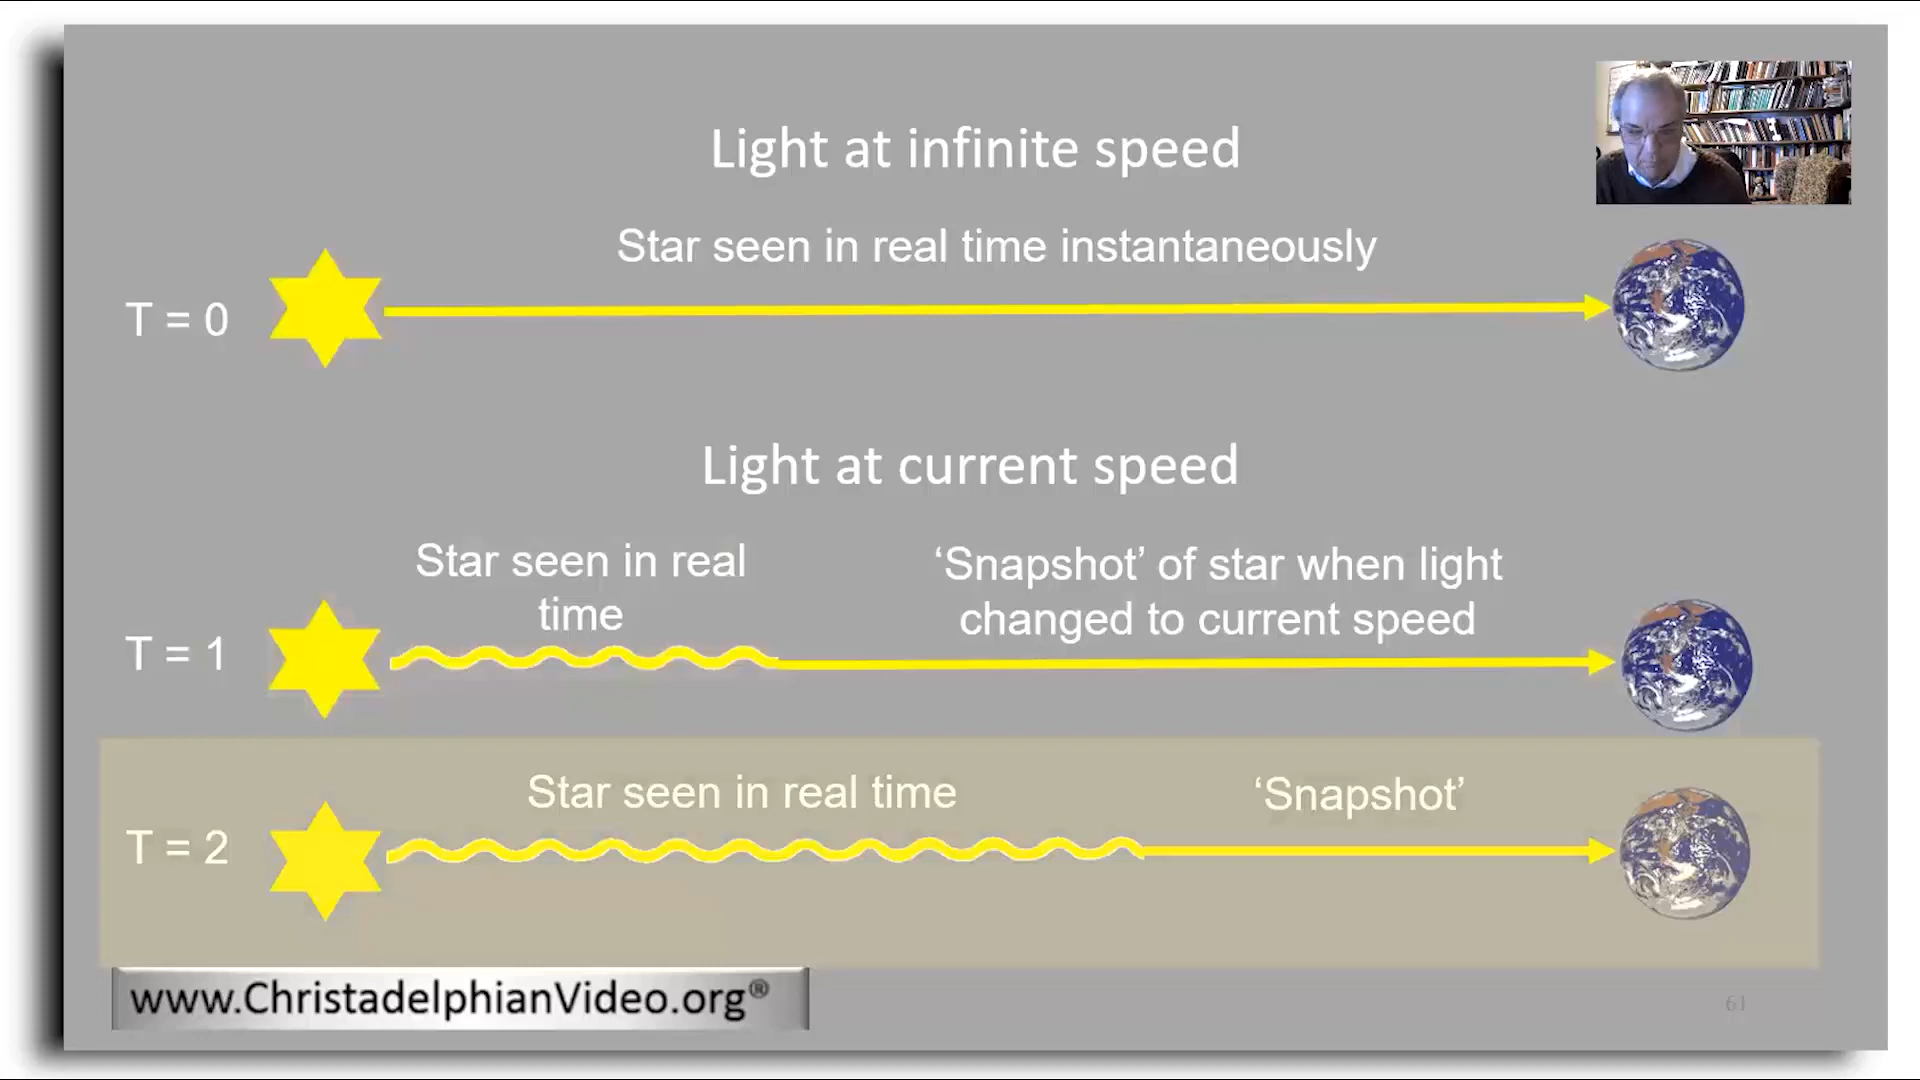 Light at infinite speed
Star seen in real time instantaneously
T = 0
Light at current speed
Star seen in real
time
‘Snapshot’ of star when light
changed to current speed
T = 1
Star seen in real time
‘Snapshot’
T = 2
www.ChristadelphianVideo.org®
61